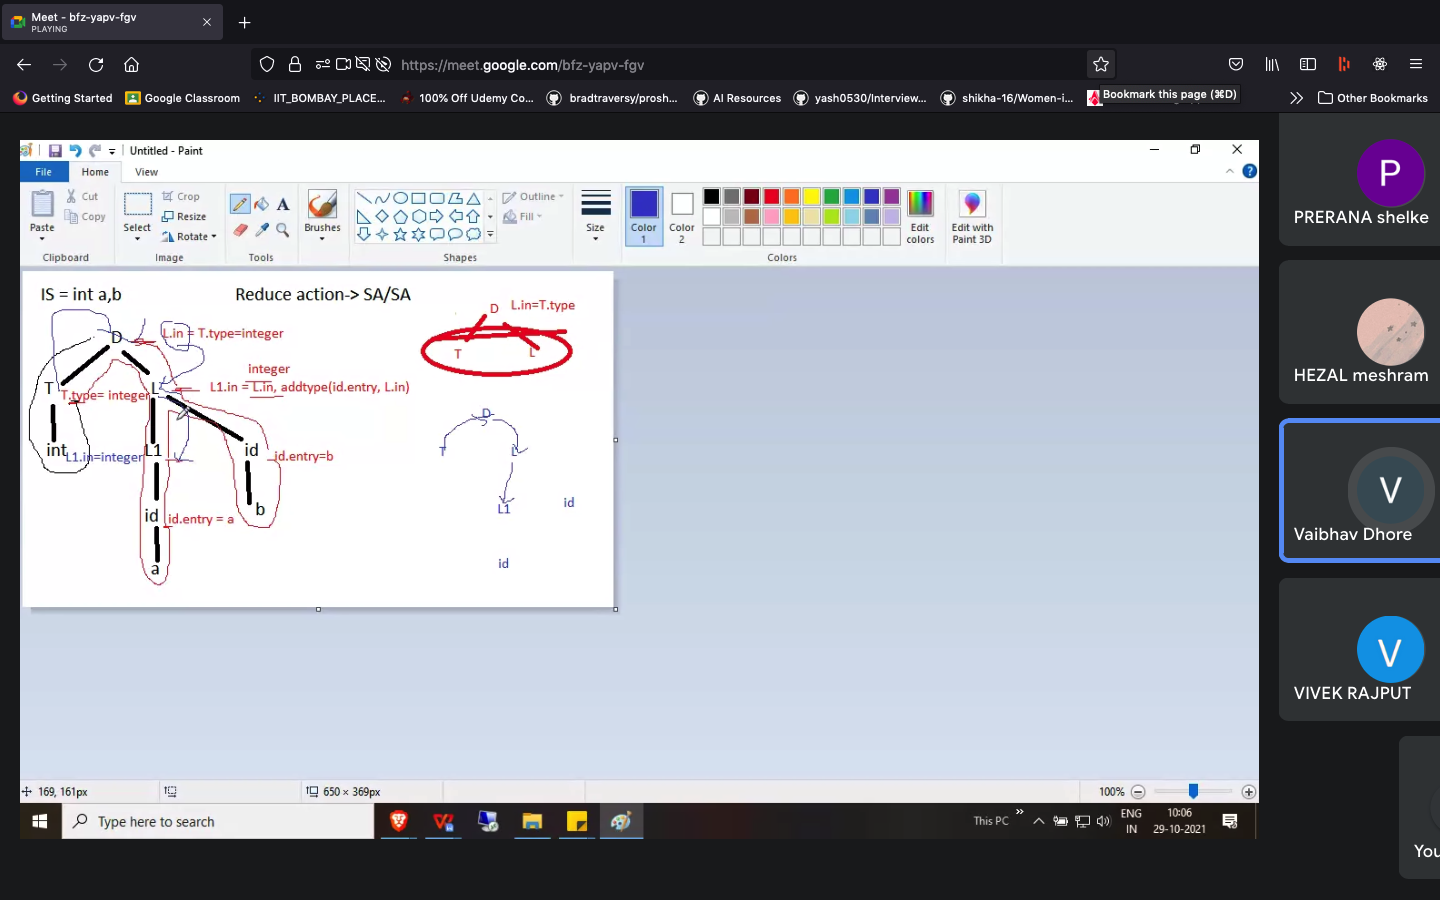 Meet - bfz-yapv-fgv
PLAYING
https://meet.google.com/bfz-yapv-fgv
Getting Started
Google Classroom
IIT_BOMBAY_PLACE...
100% Off Udemy Co...
bradtraversy/prosh...
AI Resources
yash0530/Interview...
shikha-16/Women-i...
Bookmark this page (⌘D)
Other Bookmarks
Untitled - Paint
File
Home
View
Paste
Cut
Copy
Clipboard
Select
Crop
Resize
Rotate
Image
A
Tools
Brushes
Outline
Fill
Shapes
Size
Color 1
Color 2
Edit colors
Edit with Paint 3D
Colors
IS = int a,b
Reduce action-> SA/SA
D
L.in = T.type=integer
integer
T
T.type= integer
L
L1.in = L.in, addtype(id.entry, L.in)
int
L1.in=integer
L1
id
id.entry=b
id
id.entry = a
b
a
D
L.in=T.type
T
L
D
T
L
L1
id
id
169, 161px
650 × 369px
100%
Type here to search
This PC
ENG
IN
10:06
29-10-2021
P
PRERANA shelke
HEZAL meshram
V
Vaibhav Dhore
V
VIVEK RAJPUT
You